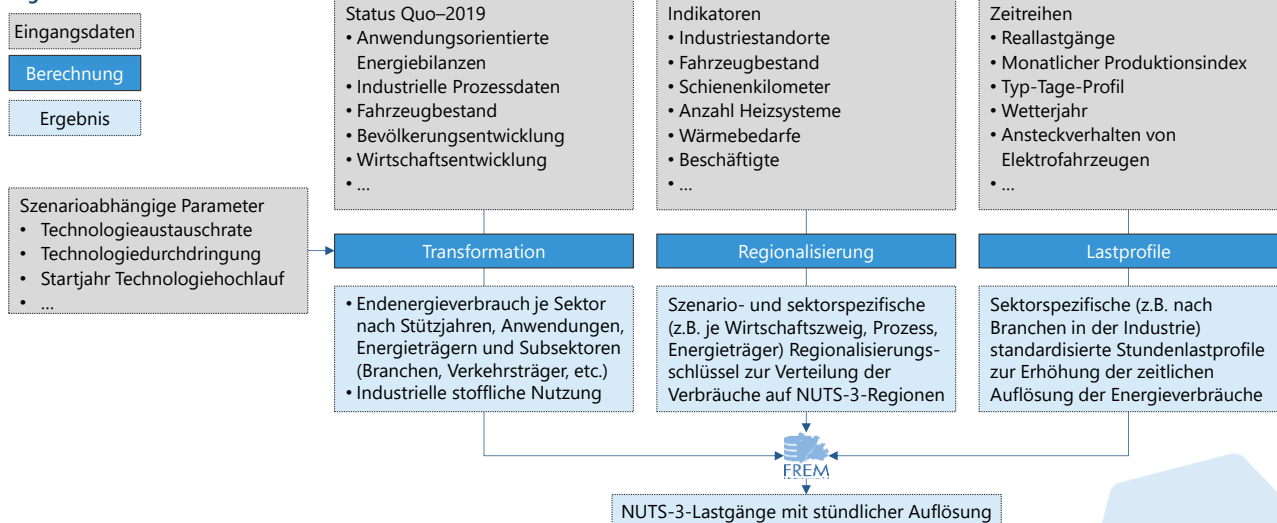 Eingangsdaten
Berechnung
Ergebnis
Szenarioabhängige Parameter
• Technologieaustauschrate
• Technologiedurchdringung
• Startjahr Technologiehochlauf
• ...
Status Quo–2019
• Anwendungsorientierte
Energiebilanzen
• Industrielle Prozessdaten
• Fahrzeugbestand
• Bevölkerungsentwicklung
• Wirtschaftsentwicklung
• ...
Indikatoren
• Industriestandorte
• Fahrzeugbestand
• Schienenkilometer
• Anzahl Heizsysteme
• Wärmebedarfe
• Beschäftigte
• ...
Zeitreihen
• Reallastgänge
• Monatlicher Produktionsindex
• Typ-Tage-Profil
• Wetterjahr
• Ansteckverhalten von
Elektrofahrzeugen
• ...
Transformation
Regionalisierung
Lastprofile
• Endenergieverbrauch je Sektor
nach Stützjahren, Anwendungen,
Energieträgern und Subsektoren
(Branchen, Verkehrsträger, etc.)
• Industrielle stoffliche Nutzung
Szenario- und sektorspezifische
(z.B. je Wirtschaftszweig, Prozess,
Energieträger) Regionalisierungs-
schlüssel zur Verteilung der
Verbräuche auf NUTS-3-Regionen
Sektorspezifische (z.B. nach
Branchen in der Industrie)
standardisierte Stundenlastprofile
zur Erhöhung der zeitlichen
Auflösung der Energieverbräuche
FREM
NUTS-3-Lastgänge mit stündlicher Auflösung